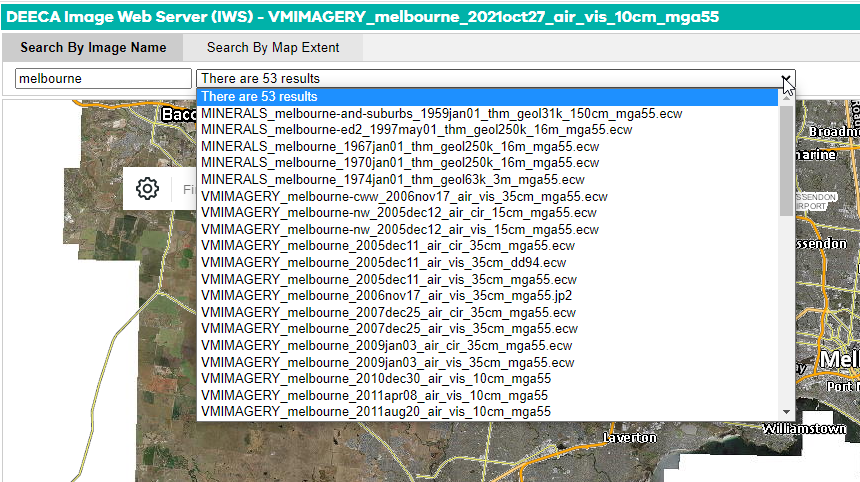 DEECA Image Web Server (IWS) - VMIMAGERY_melbourne_2021oct27_air_vis_10cm_mga55
Search By Image Name Search By Map Extent
melbourne There are 53 results
There are 53 results
MINERALS_melbourne-and-suburbs_1959jan01_thm_geol31k_150cm_mga55.ecw
MINERALS_melbourne-ed2_1997may01_thm_geol250k_16m_mga55.ecw
MINERALS_melbourne_1967jan01_thm_geol250k_16m_mga55.ecw
MINERALS_melbourne_1970jan01_thm_geol250k_16m_mga55.ecw
MINERALS_melbourne_1974jan01_thm_geol63k_3m_mga55.ecw
VMIMAGERY_melbourne-cww_2006nov17_air_vis_35cm_mga55.ecw
VMIMAGERY_melbourne-nw_2005dec12_air_cir_15cm_mga55.ecw
VMIMAGERY_melbourne-nw_2005dec12_air_vis_15cm_mga55.ecw
VMIMAGERY_melbourne_2005dec11_air_cir_35cm_mga55.ecw
VMIMAGERY_melbourne_2005dec11_air_vis_35cm_dd94.ecw
VMIMAGERY_melbourne_2005dec11_air_vis_35cm_mga55.ecw
VMIMAGERY_melbourne_2006nov17_air_vis_35cm_mga55.jp2
VMIMAGERY_melbourne_2007dec25_air_cir_35cm_mga55.ecw
VMIMAGERY_melbourne_2007dec25_air_vis_35cm_mga55.ecw
VMIMAGERY_melbourne_2009jan03_air_cir_35cm_mga55.ecw
VMIMAGERY_melbourne_2009jan03_air_vis_35cm_mga55.ecw
VMIMAGERY_melbourne_2010dec30_air_vis_10cm_mga55
VMIMAGERY_melbourne_2011apr08_air_vis_10cm_mga55
VMIMAGERY_melbourne_2011aug20_air_vis_10cm_mga55
Bacc
Fi
Broadm
arine
SSENDON
IRPORT
ssendon
Mel
ay
Port M
Williamstown
Laverton